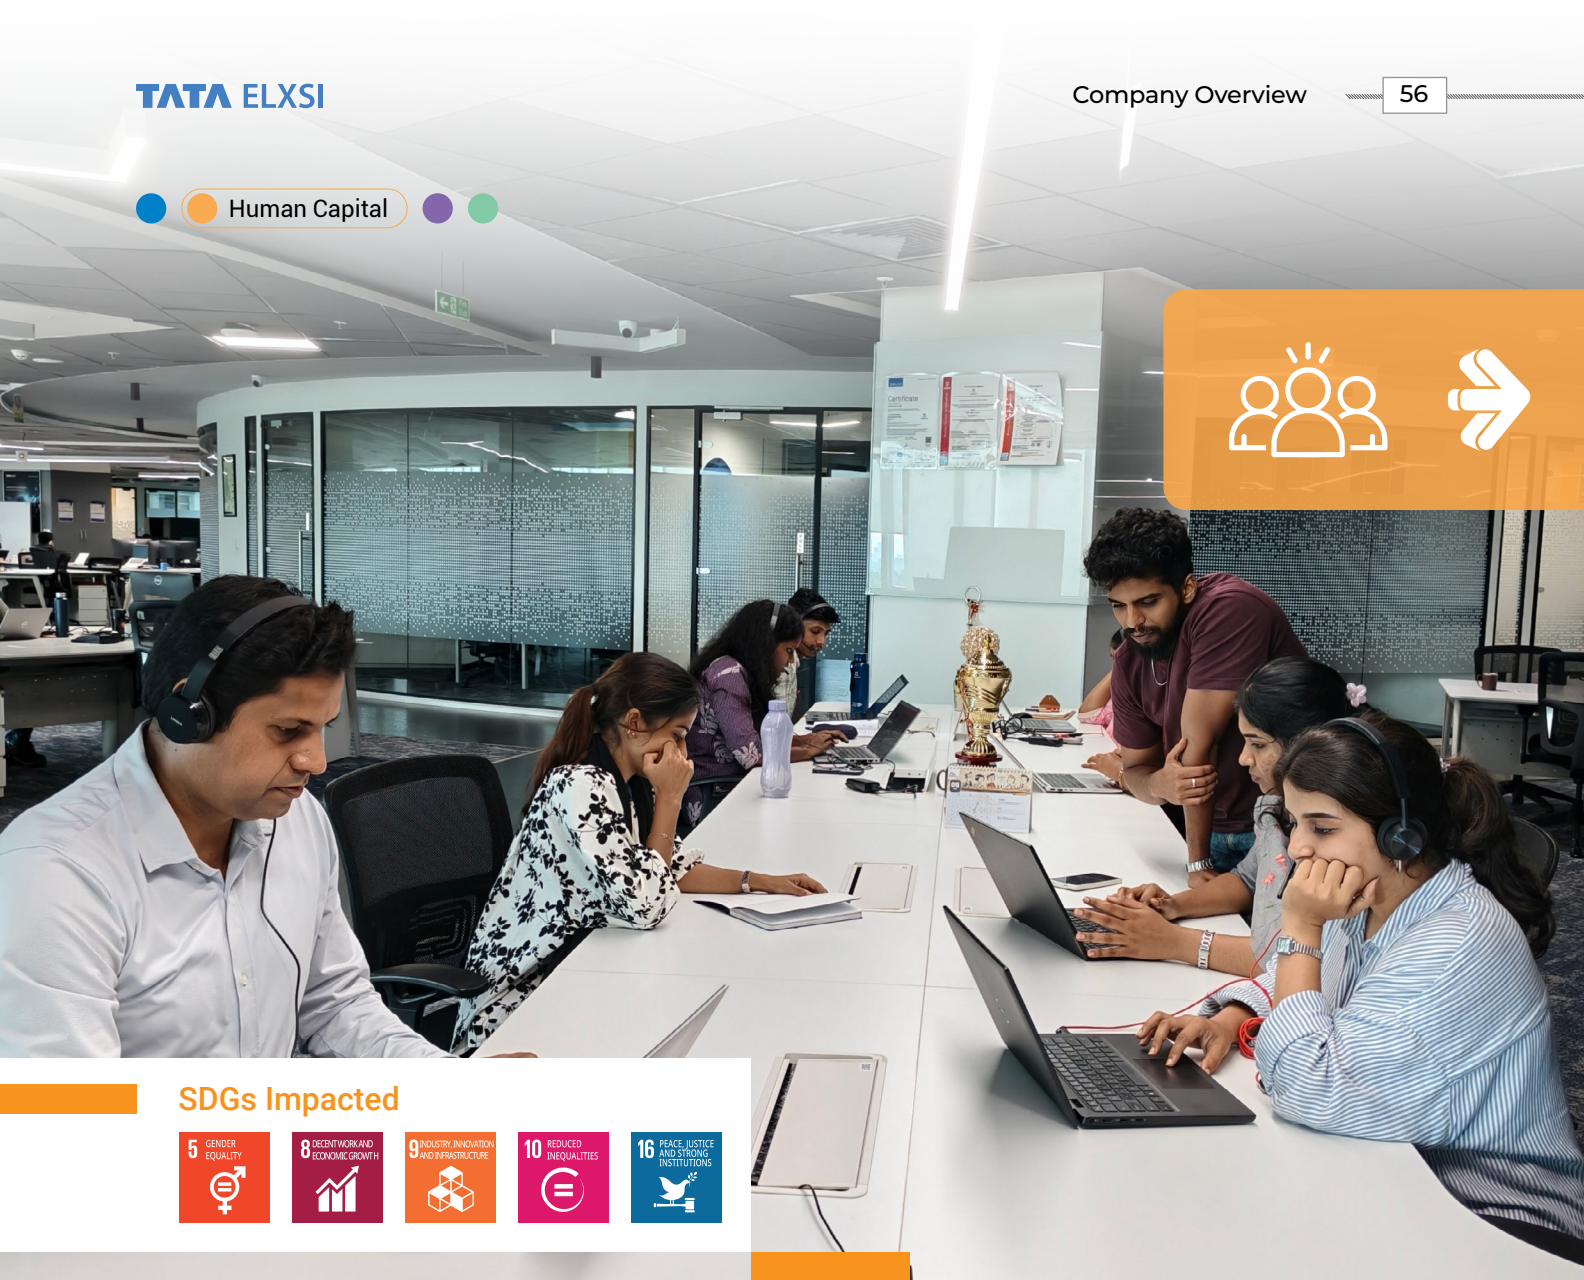 TATA ELXSI
Company Overview
56
Human Capital
Certificate
SDGs Impacted
5 GENDER
EQUALITY
8 DECENT WORK AND
ECONOMIC GROWTH
9 INDUSTRY, INNOVATION
AND INFRASTRUCTURE
10 REDUCED
INEQUALITIES
16 PEACE, JUSTICE
AND STRONG
INSTITUTIONS